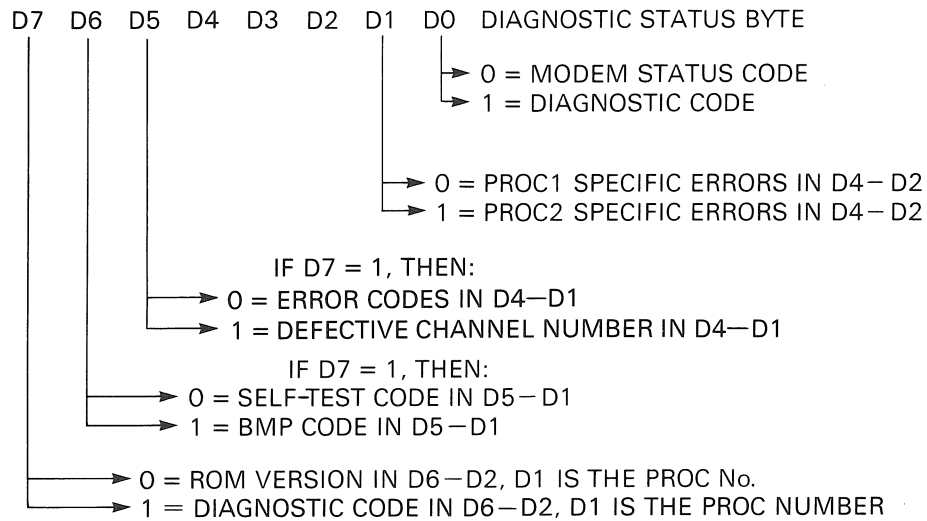 D7 D6 D5 D4 D3 D2 D1 D0 DIAGNOSTIC STATUS BYTE
0 = MODEM STATUS CODE
1 = DIAGNOSTIC CODE
0 = PROC1 SPECIFIC ERRORS IN D4–D2
1 = PROC2 SPECIFIC ERRORS IN D4–D2
IF D7 = 1, THEN:
0 = ERROR CODES IN D4–D1
1 = DEFECTIVE CHANNEL NUMBER IN D4–D1
IF D7 = 1, THEN:
0 = SELF-TEST CODE IN D5–D1
1 = BMP CODE IN D5–D1
0 = ROM VERSION IN D6–D2, D1 IS THE PROC No.
1 = DIAGNOSTIC CODE IN D6–D2, D1 IS THE PROC NUMBER